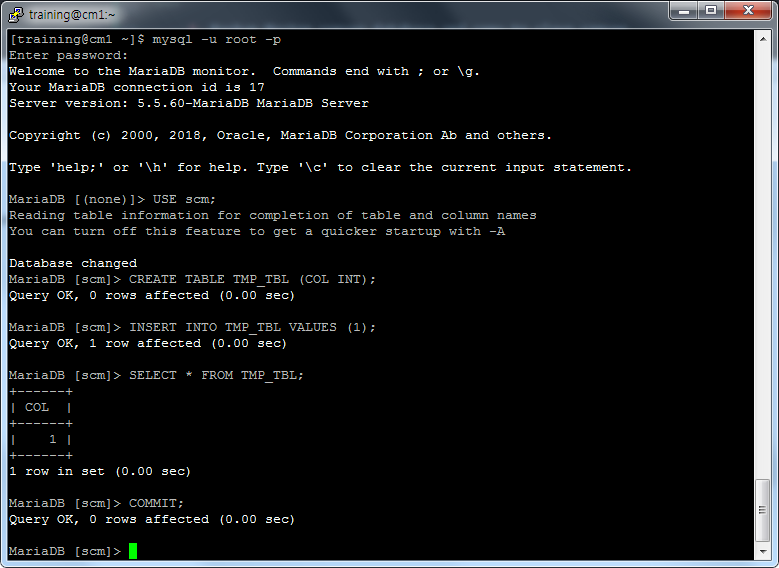 training@cm1:~
[training@cm1 ~]$ mysql -u root -p
Enter password:
Welcome to the MariaDB monitor.  Commands end with ; or \g.
Your MariaDB connection id is 17
Server version: 5.5.60-MariaDB MariaDB Server

Copyright (c) 2000, 2018, Oracle, MariaDB Corporation Ab and others.

Type 'help;' or '\h' for help. Type '\c' to clear the current input statement.

MariaDB [(none)]> USE scm;
Reading table information for completion of table and column names
You can turn off this feature to get a quicker startup with -A

Database changed
MariaDB [scm]> CREATE TABLE TMP_TBL (COL INT);
Query OK, 0 rows affected (0.00 sec)

MariaDB [scm]> INSERT INTO TMP_TBL VALUES (1);
Query OK, 1 row affected (0.00 sec)

MariaDB [scm]> SELECT * FROM TMP_TBL;
+------+
| COL  |
+------+
|    1 |
+------+
1 row in set (0.00 sec)

MariaDB [scm]> COMMIT;
Query OK, 0 rows affected (0.00 sec)

MariaDB [scm]>